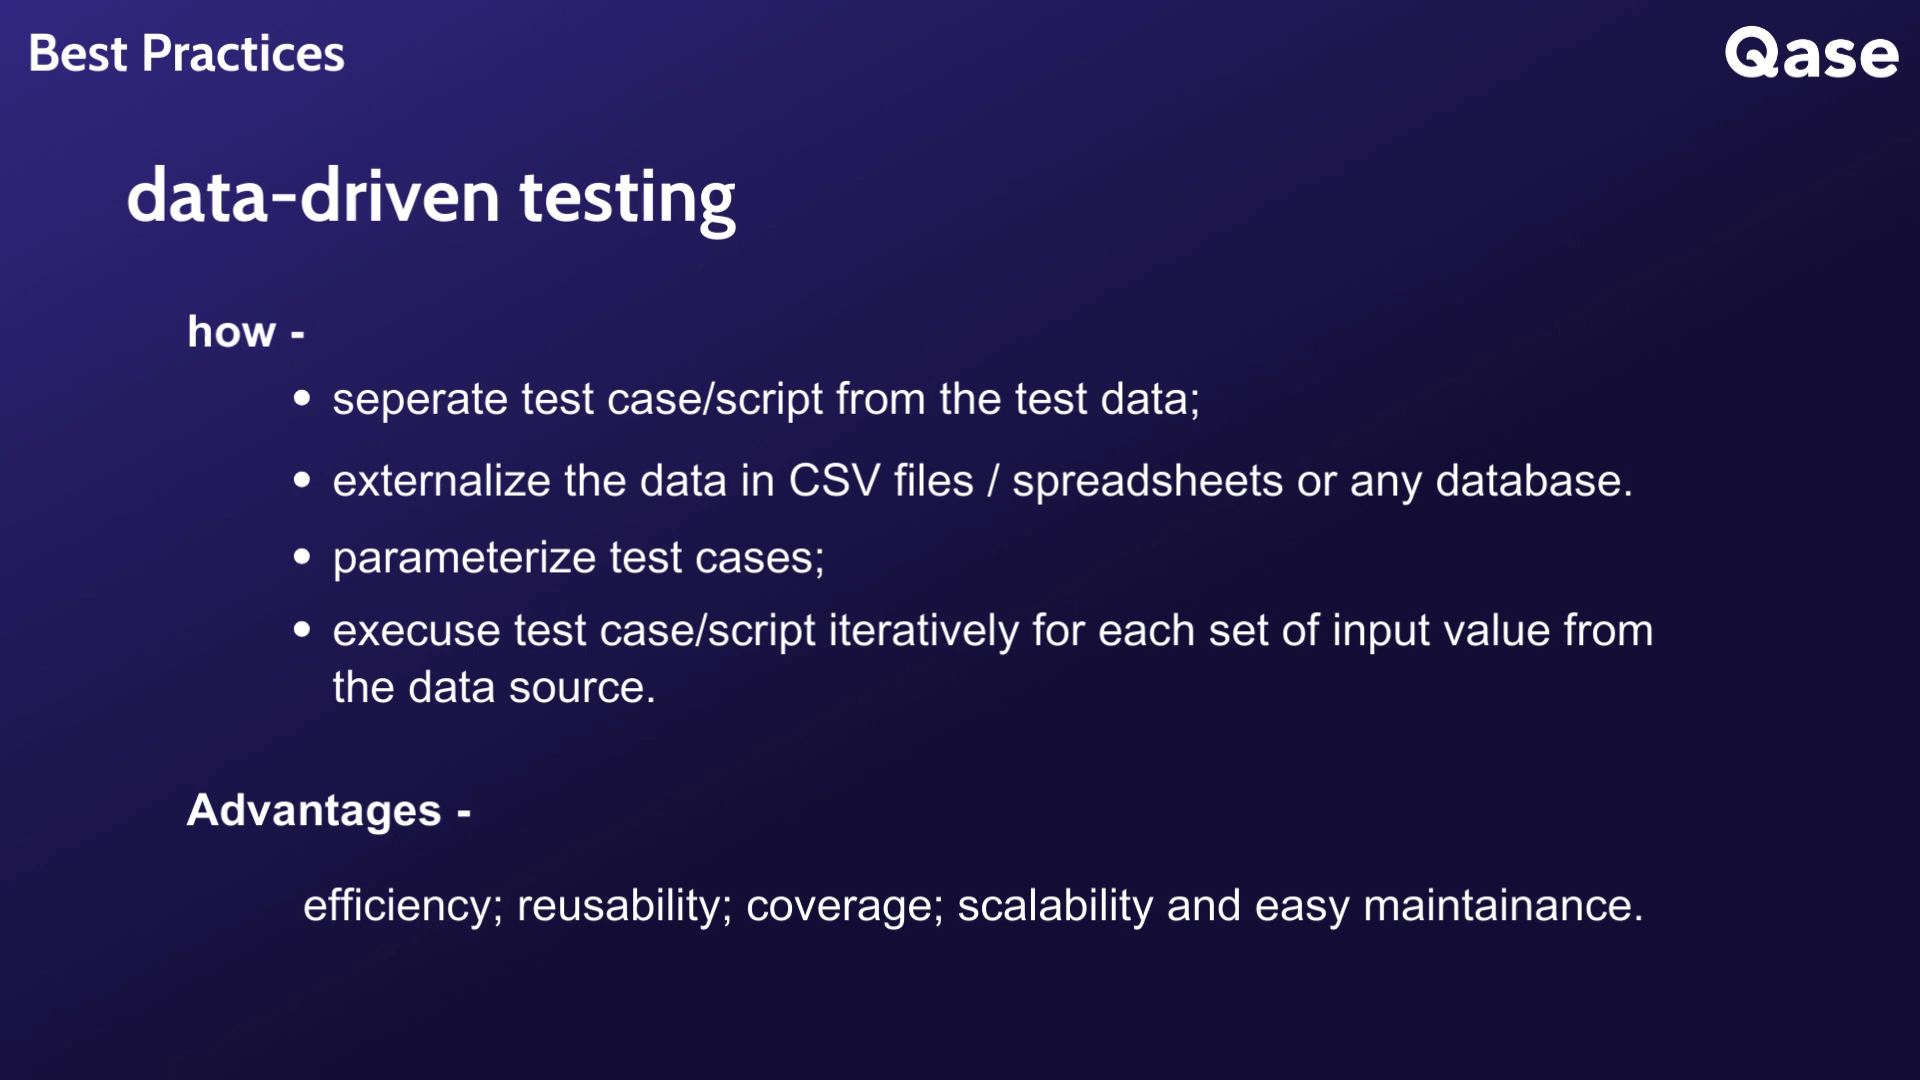 Best Practices
Qase
data-driven testing
how -
• seperate test case/script from the test data;
• externalize the data in CSV files / spreadsheets or any database.
• parameterize test cases;
• execuse test case/script iteratively for each set of input value from
the data source.
Advantages -
efficiency; reusability; coverage; scalability and easy maintainance.